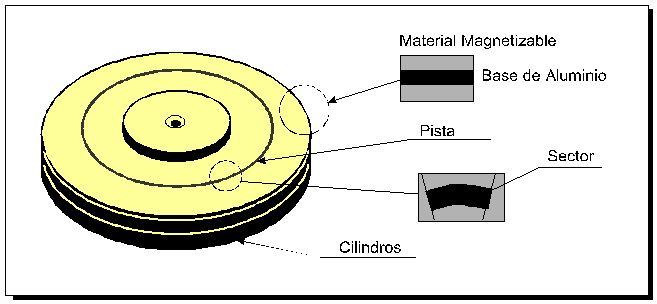 Material Magnetizable
Base de Aluminio
Pista
Sector
Cilindros